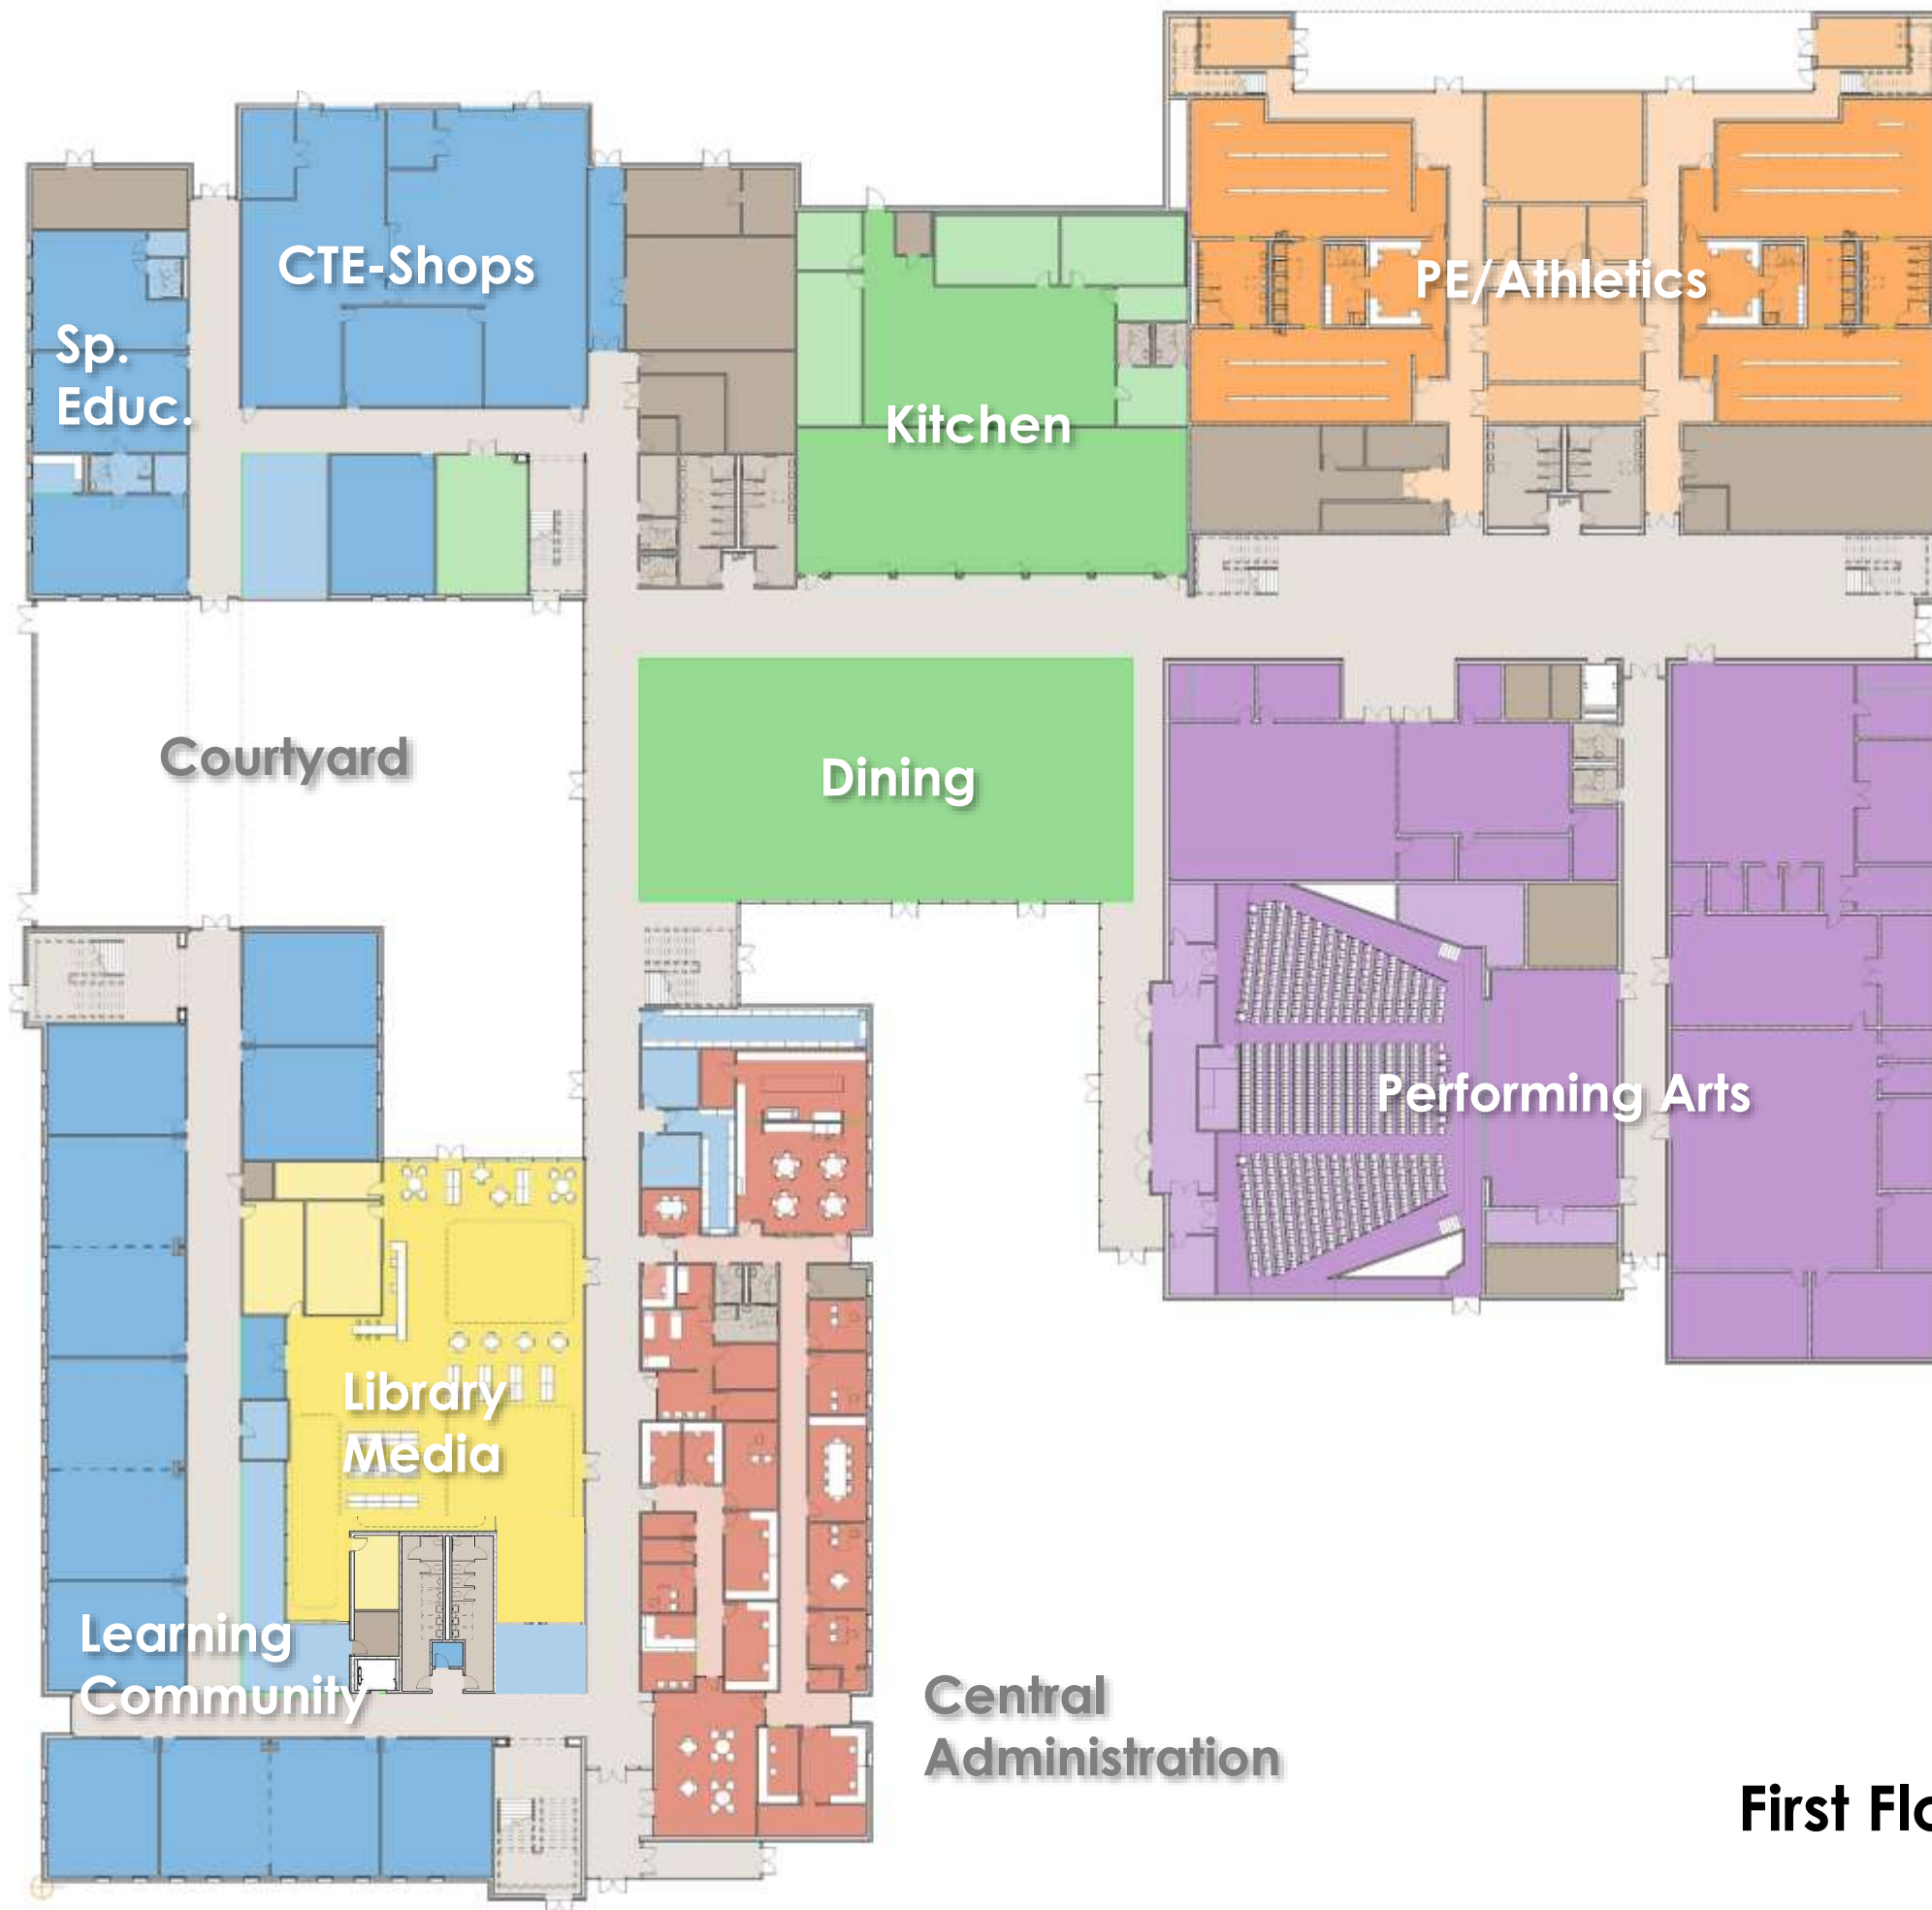 CTE-Shops
PE/Athletics
Sp.
Educ.
Kitchen
Courtyard
Dining
Performing Arts
Library
Media
Learning
Community
Central
Administration
First Flo